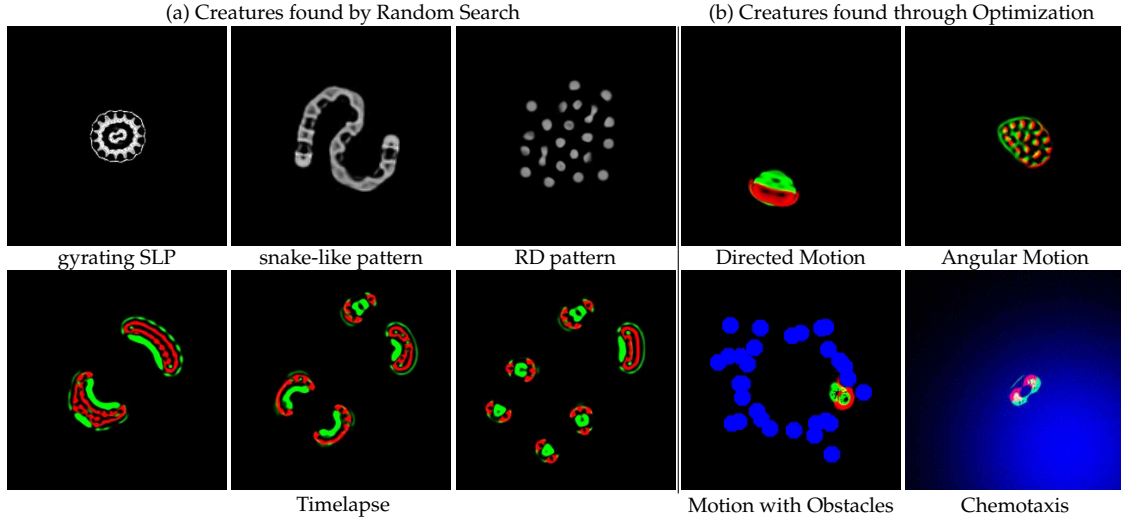 (a) Creatures found by Random Search
(b) Creatures found through Optimization
gyrating SLP
snake-like pattern
RD pattern
Directed Motion
Angular Motion
Timelapse
Motion with Obstacles
Chemotaxis